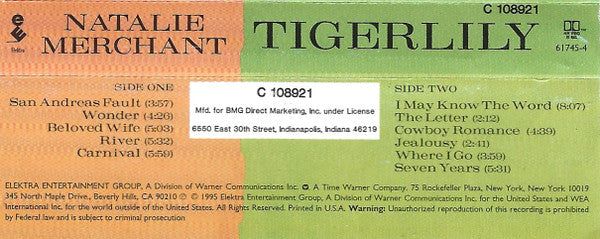 Elektra
NATALIE
MERCHANT
TIGERLILY
C 108921
61745-4
SIDE ONE
San Andreas Fault (3:57)
Wonder (4:26)
Beloved Wife (5:03)
River (5:32)
Carnival (5:59)
C 108921
Mfd. for BMG Direct Marketing, Inc. under License
6550 East 30th Street, Indianapolis, Indiana 46219
SIDE TWO
I May Know The Word (8:07)
The Letter (2:12)
Cowboy Romance (4:39)
Jealousy (2:41)
Where I Go (3:59)
Seven Years (5:31)
ELEKTRA ENTERTAINMENT GROUP, A Division of Warner Communications Inc. A Time Warner Company. 75 Rockefeller Plaza, New York, New York 10019
345 North Maple Drive., Beverly Hills, CA 90210 ℗ © 1995 Elektra Entertainment Group, A Division of Warner Communications Inc. for the United States and WEA
International Inc. for the world outside of the United States. All Rights Reserved. Printed in U.S.A. Warning: Unauthorized reproduction of this recording is prohibited
by Federal law and is subject to criminal prosecution.